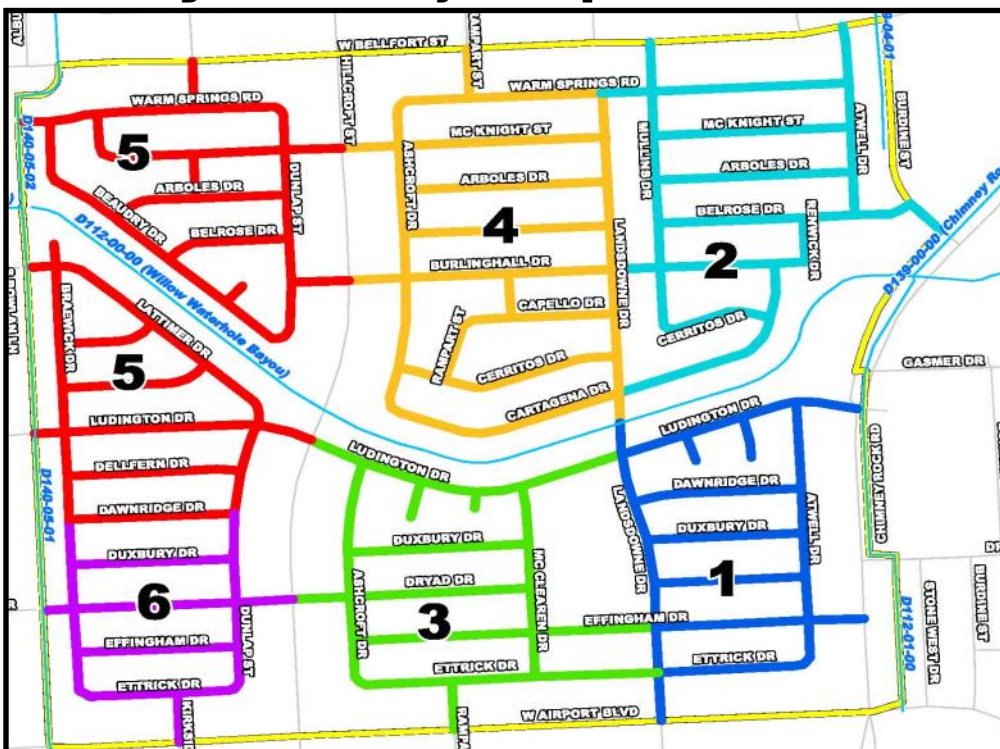 W BELLFORT ST
RAMPART ST
HILLCROFT ST
D140-05-02
WARM SPRINGS RD
WARM SPRINGS RD
BURDINE ST
5
MC KNIGHT ST
MULLINS DR
MC KNIGHT ST
ATWELL DR
ASHCROFT DR
DUNLAP ST
ARBOLES DR
ARBOLES DR
ARBOLES DR
BEAUDRY DR
BELROSE DR
4
LANDSDOWNE DR
BELROSE DR
RENWICK DR
D112-00-00 (Willow Waterhole Bayou)
BURLINGHALL DR
2
D139-00-00 (Chimney Ro
BRAEWICK DR
LATTIMER DR
CAPELLO DR
RAMPART ST
CERRITOS DR
5
CERRITOS DR
GASMER DR
CARTAGENA DR
LUDINGTON DR
LUDINGTON DR
LUDINGTON DR
CHIMNEY ROCK RD
DELLFERN DR
D140-05-01
DAWNRIDGE DR
LANDSDOWNE DR
DAWNRIDGE DR
ATWELL DR
DUXBURY DR
DUXBURY DR
DUXBURY DR
MC CLEAREN DR
6
ASHCROFT DR
DRYAD DR
1
3
D112-01-00
STONE WEST DR
BURDINE ST
EFFINGHAM DR
DUNLAP ST
EFFINGHAM DR
ETTRICK DR
ETTRICK DR
ETTRICK DR
KIRKSI
RAMPA
W AIRPORT BLVD